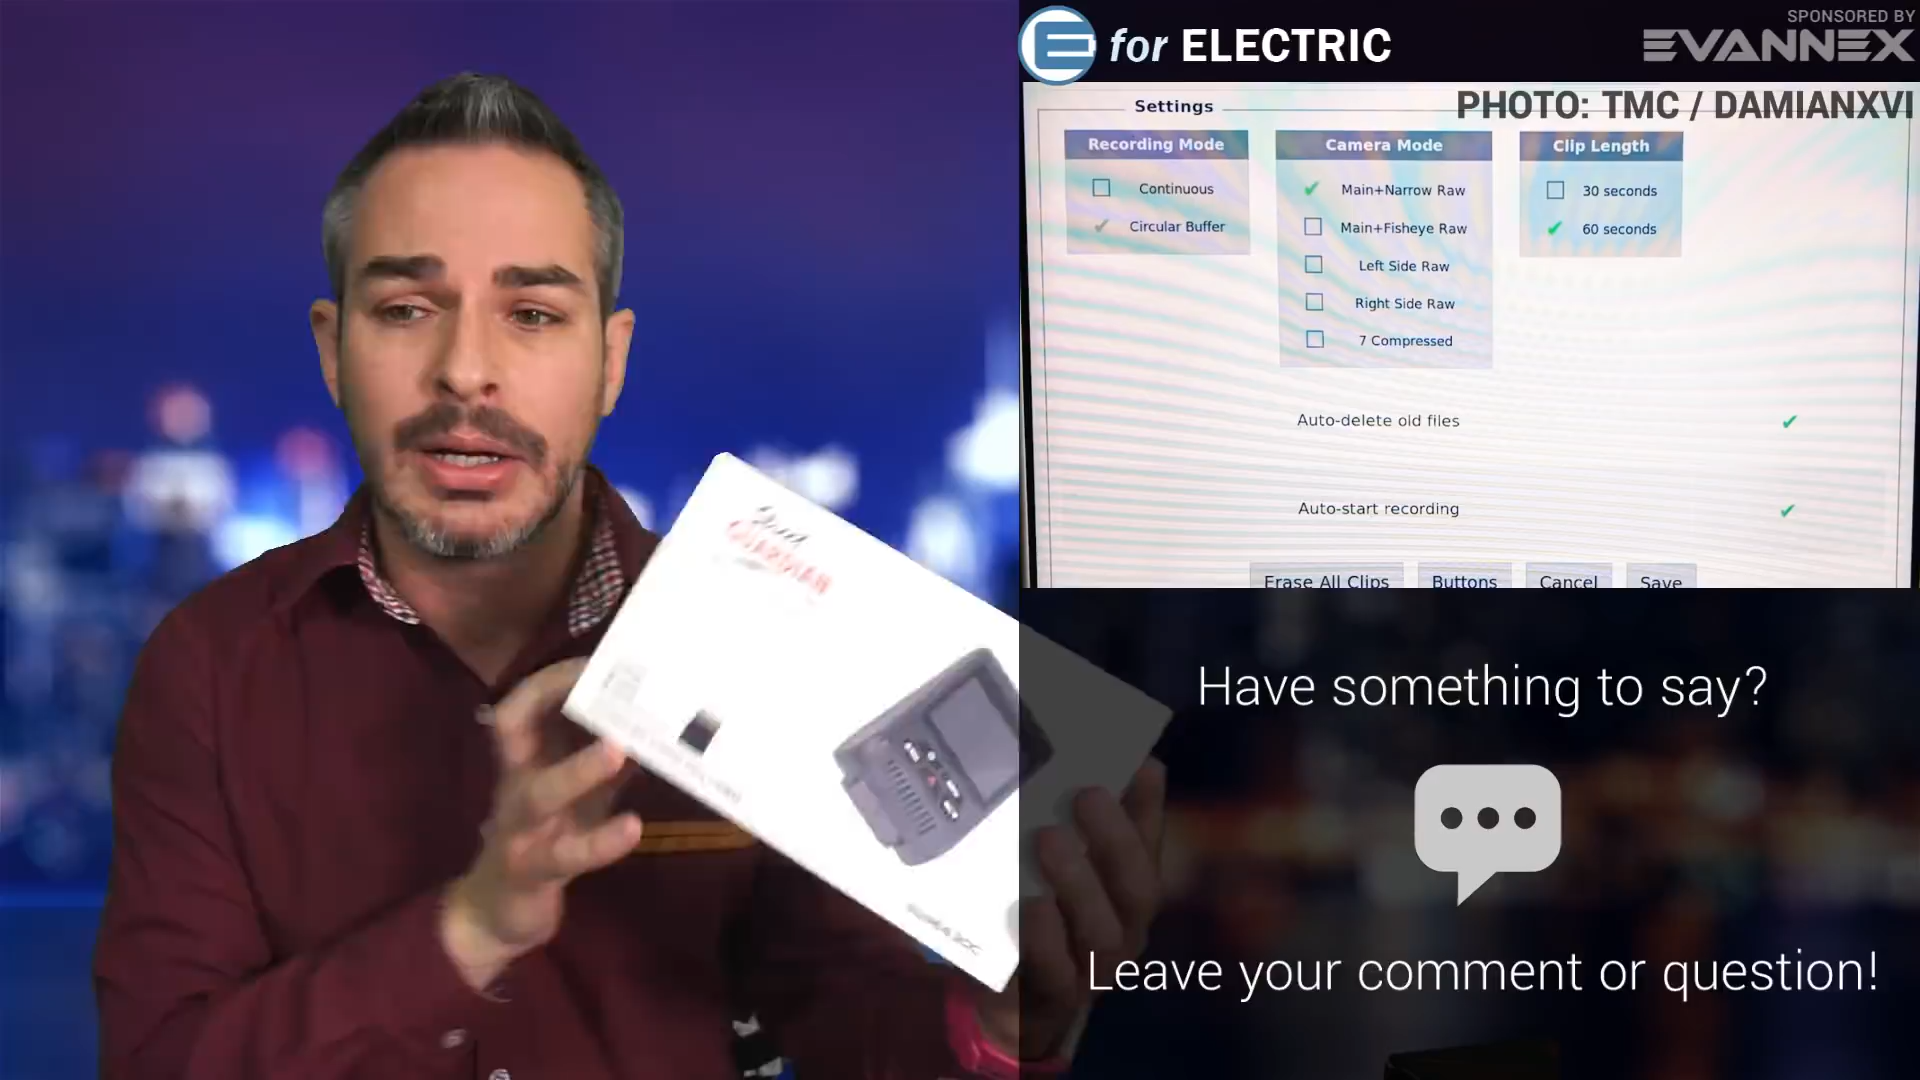 for ELECTRIC
SPONSORED BY
EVANNEX
PHOTO: TMC / DAMIANXVI
Settings
Recording Mode
Continuous
Circular Buffer
Camera Mode
Main+Narrow Raw
Main+Fisheye Raw
Left Side Raw
Right Side Raw
7 Compressed
Clip Length
30 seconds
60 seconds
Auto-delete old files
Auto-start recording
Erase All Clips
Buttons
Cancel
Save
GUARDIAN
Have something to say?
Leave your comment or question!